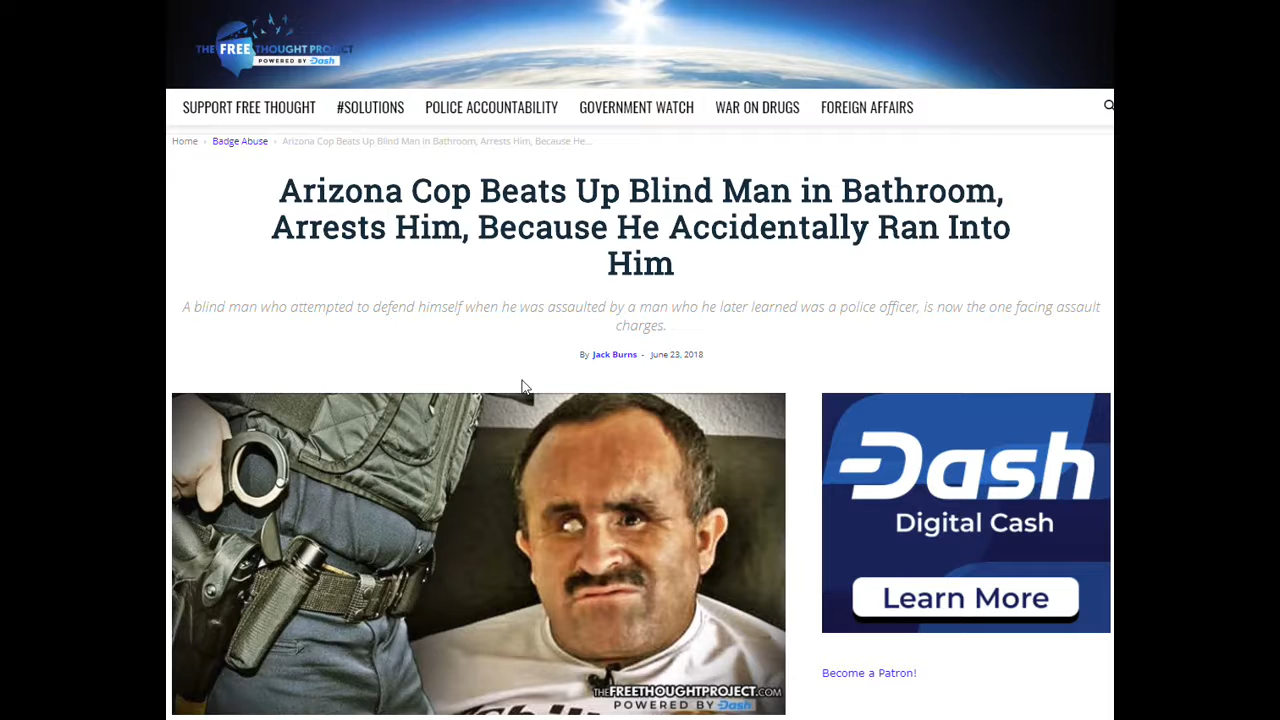 THE FREE THOUGHT PROJECT
POWERED BY Dash
SUPPORT FREE THOUGHT #SOLUTIONS POLICE ACCOUNTABILITY GOVERNMENT WATCH WAR ON DRUGS FOREIGN AFFAIRS
Home › Badge Abuse › Arizona Cop Beats Up Blind Man in Bathroom, Arrests Him, Because He...
Arizona Cop Beats Up Blind Man in Bathroom,
Arrests Him, Because He Accidentally Ran Into
Him
A blind man who attempted to defend himself when he was assaulted by a man who he later learned was a police officer, is now the one facing assault
charges.
By Jack Burns - June 23, 2018
THEFREETHOUGHTPROJECT.COM
POWERED BY Dash
Dash
Digital Cash
Learn More
Become a Patron!